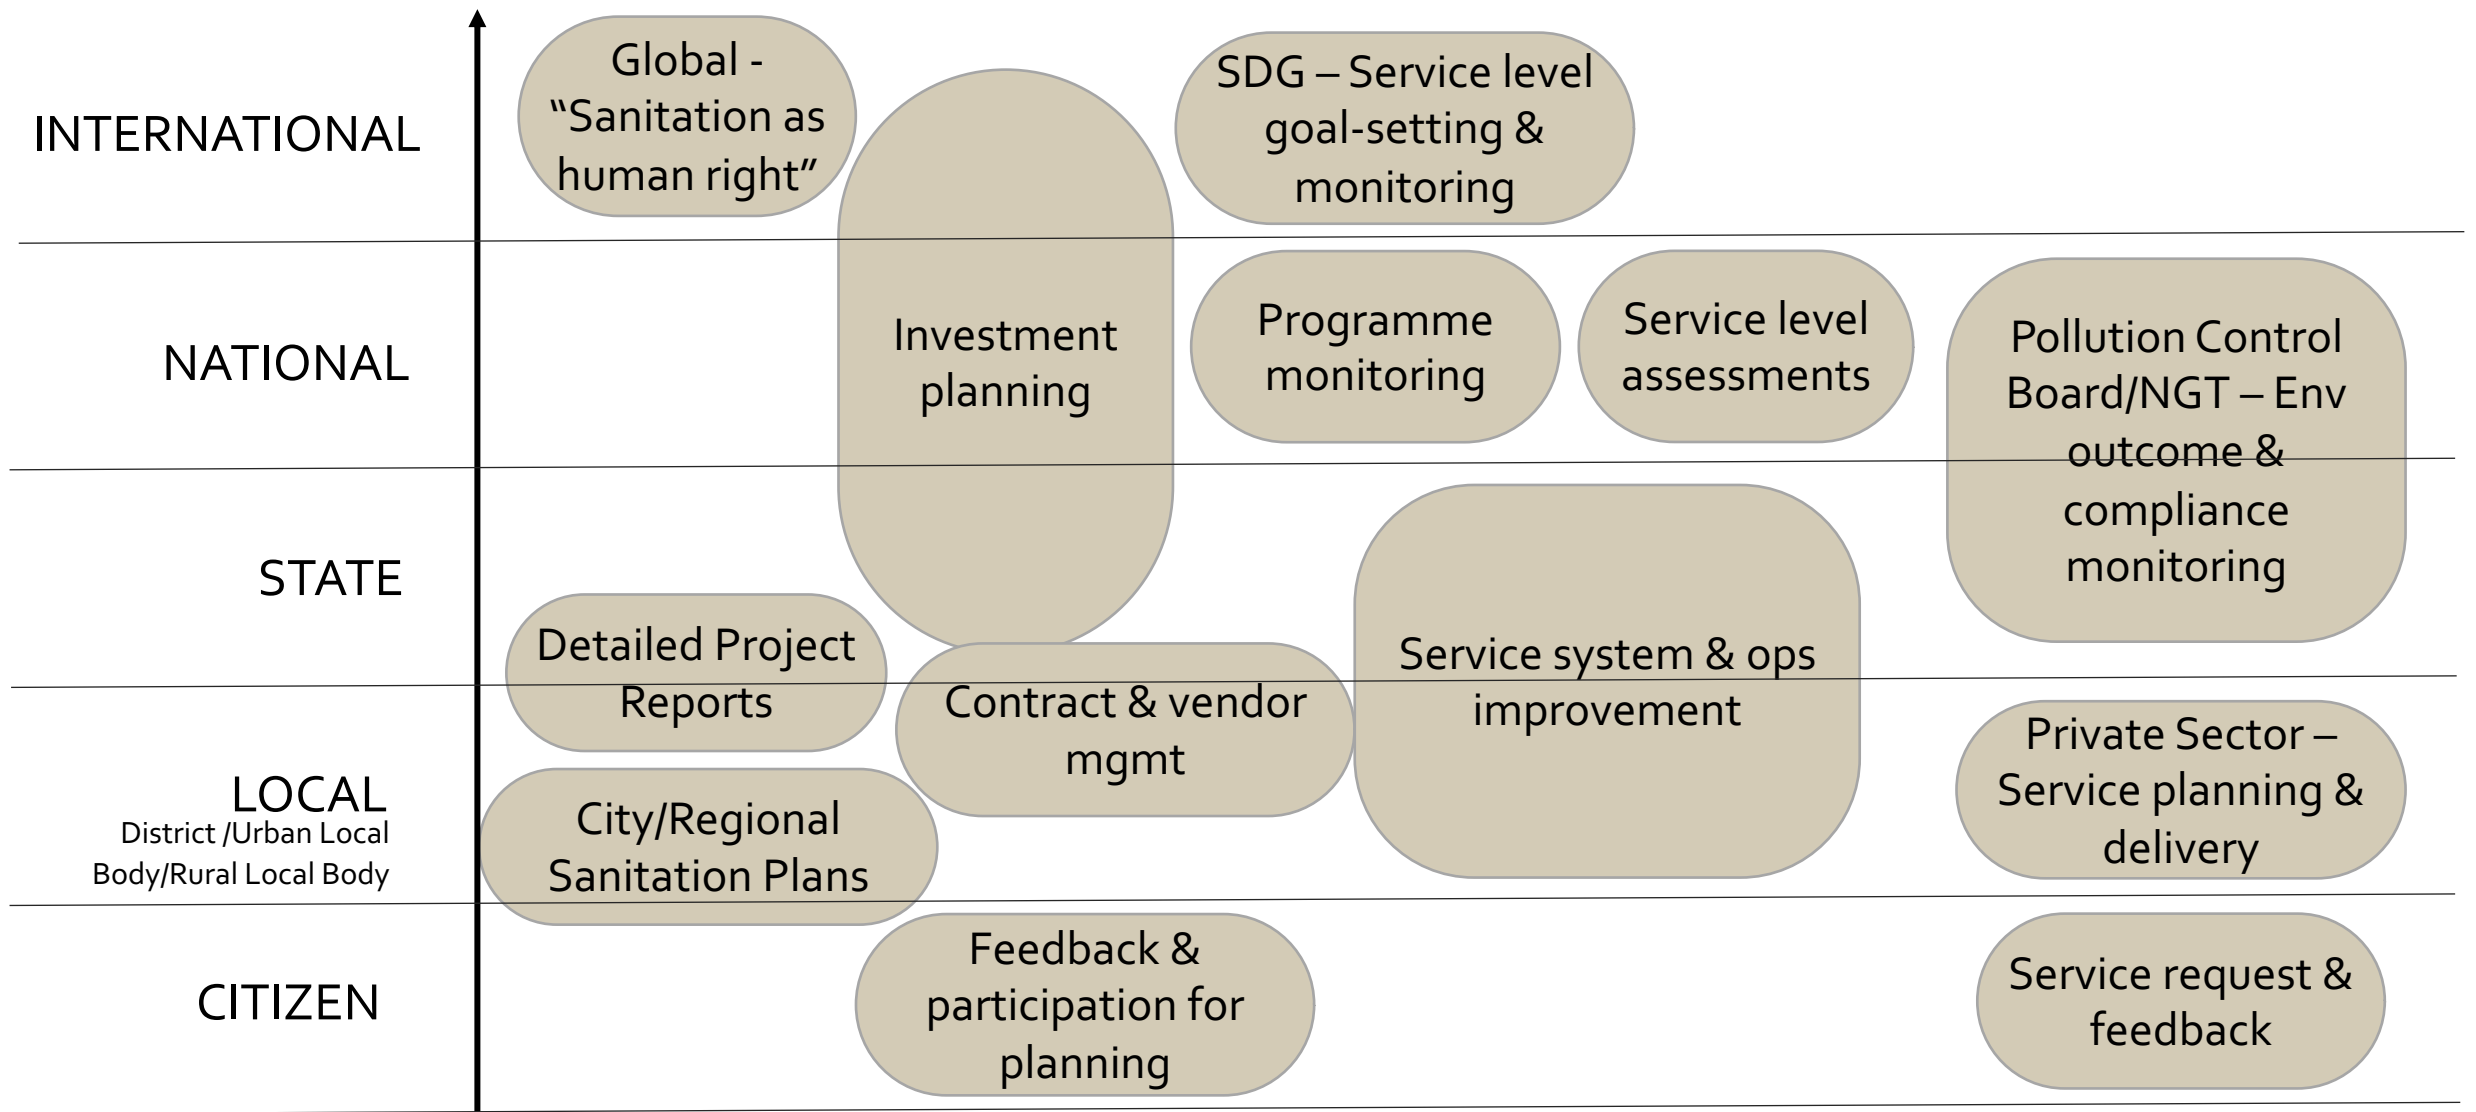 INTERNATIONAL
Global -
“Sanitation as
human right”
SDG – Service level
goal-setting &
monitoring
NATIONAL
Investment
planning
Programme
monitoring
Service level
assessments
Pollution Control
Board/NGT – Env
outcome &
compliance
monitoring
STATE
Detailed Project
Reports
Contract & vendor
mgmt
Service system & ops
improvement
LOCAL
District /Urban Local
Body/Rural Local Body
City/Regional
Sanitation Plans
Private Sector –
Service planning &
delivery
CITIZEN
Feedback &
participation for
planning
Service request &
feedback